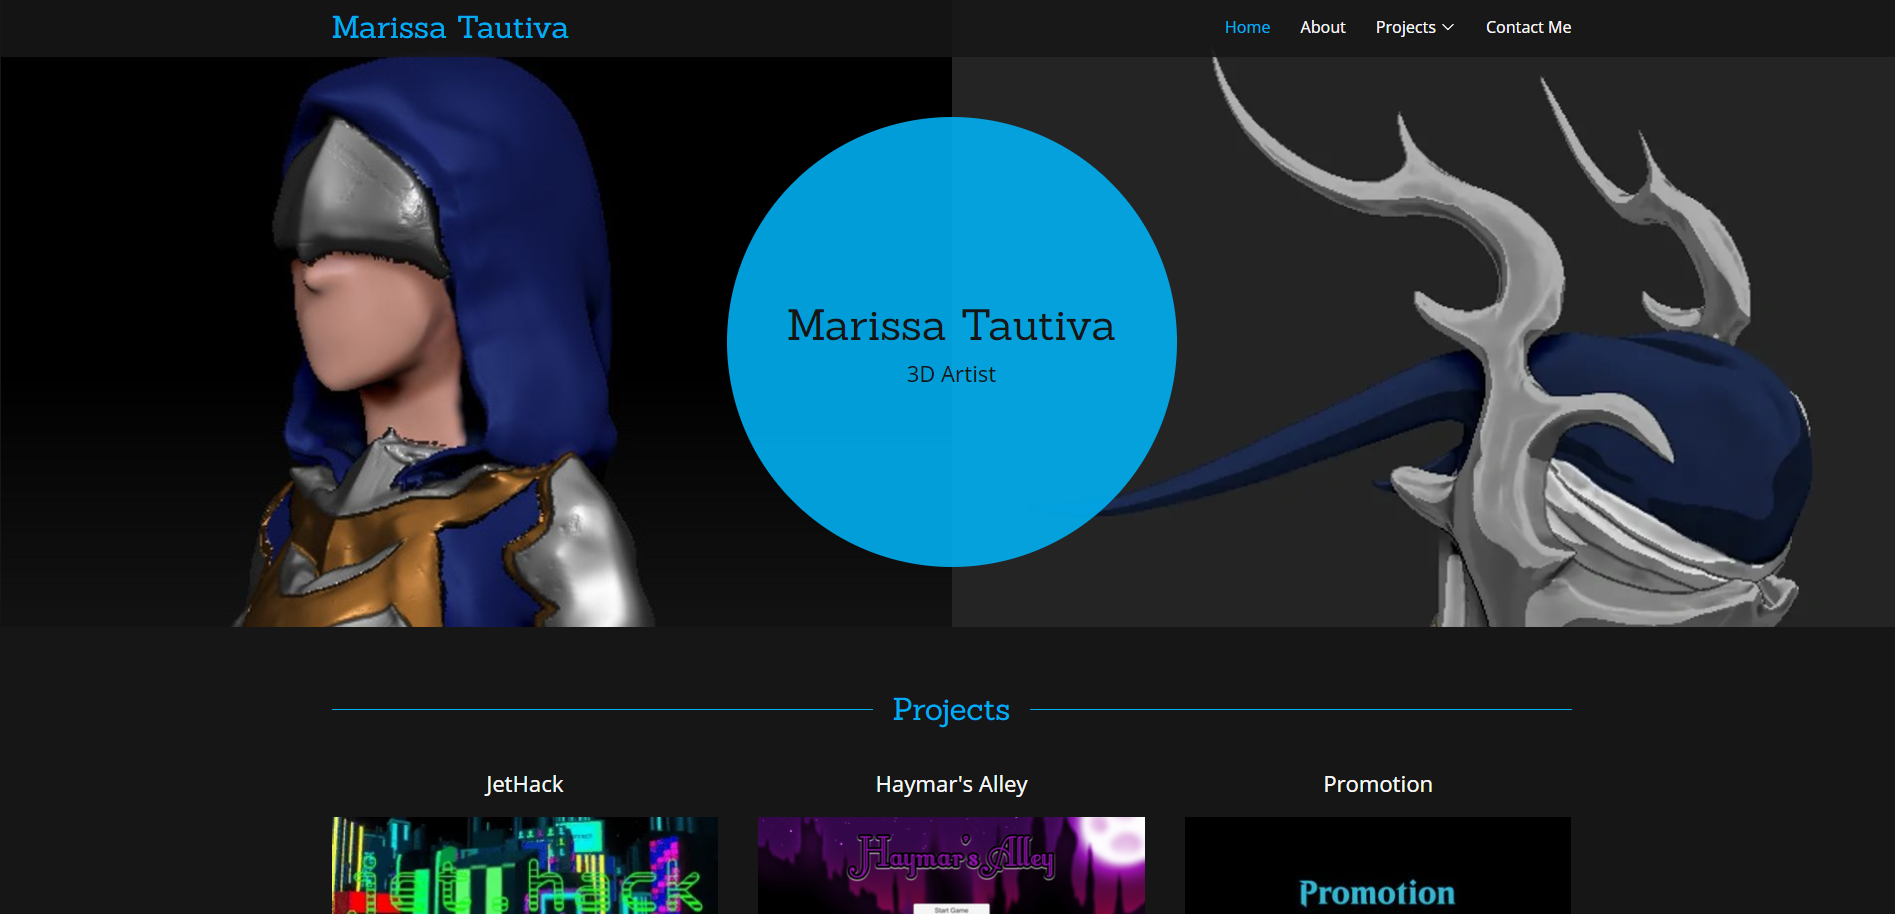 Marissa Tautiva
Home About Projects Contact Me
Marissa Tautiva
3D Artist
Projects
JetHack
Haymar's Alley
Promotion
jet.hack
Haymar's Alley
Start Game
Promotion